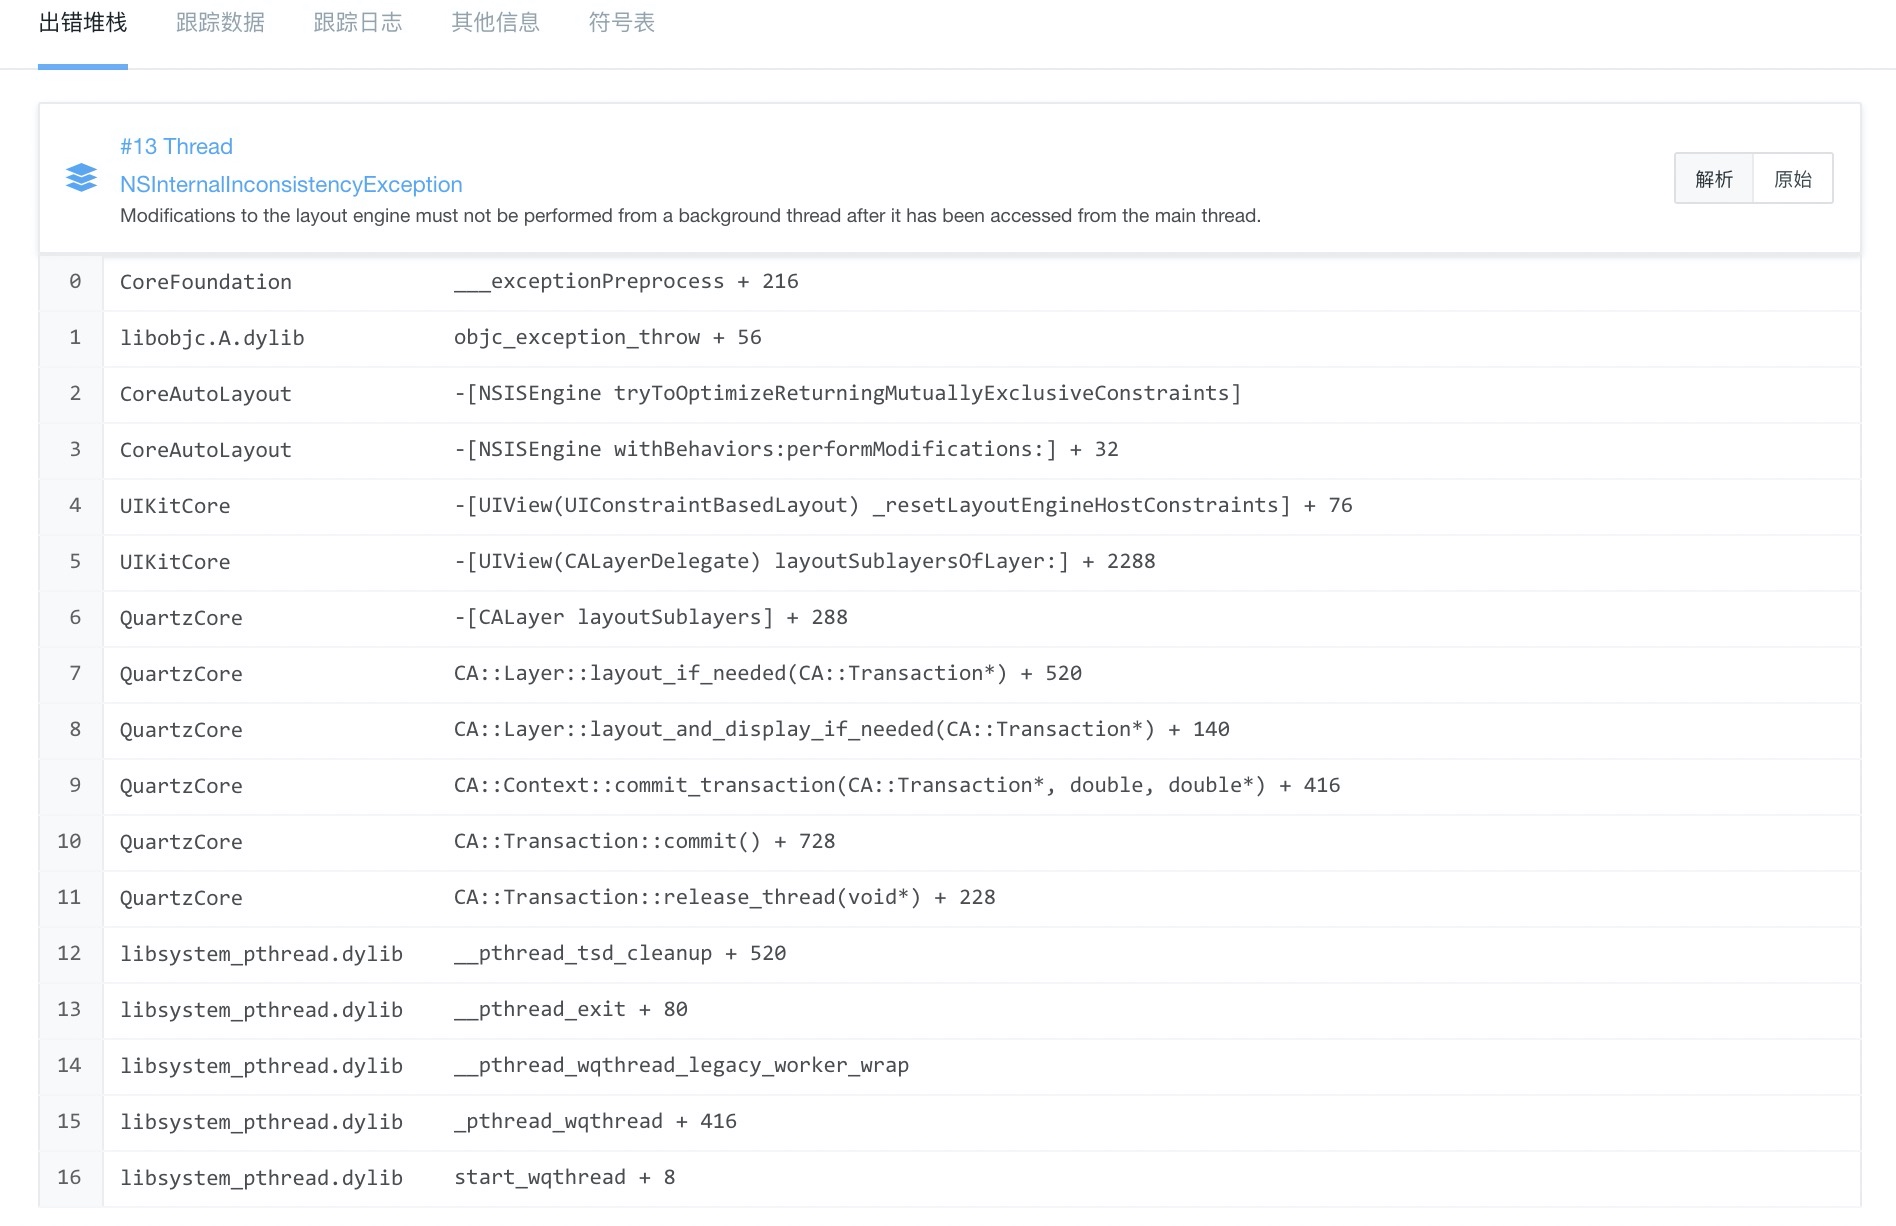 出错堆栈 跟踪数据 跟踪日志 其他信息 符号表
#13 Thread
NSInternalInconsistencyException
Modifications to the layout engine must not be performed from a background thread after it has been accessed from the main thread.
解析 原始
0 CoreFoundation ___exceptionPreprocess + 216
1 libobjc.A.dylib objc_exception_throw + 56
2 CoreAutoLayout -[NSISEngine tryToOptimizeReturningMutuallyExclusiveConstraints]
3 CoreAutoLayout -[NSISEngine withBehaviors:performModifications:] + 32
4 UIKitCore -[UIView(UIConstraintBasedLayout) _resetLayoutEngineHostConstraints] + 76
5 UIKitCore -[UIView(CALayerDelegate) layoutSublayersOfLayer:] + 2288
6 QuartzCore -[CALayer layoutSublayers] + 288
7 QuartzCore CA::Layer::layout_if_needed(CA::Transaction*) + 520
8 QuartzCore CA::Layer::layout_and_display_if_needed(CA::Transaction*) + 140
9 QuartzCore CA::Context::commit_transaction(CA::Transaction*, double, double*) + 416
10 QuartzCore CA::Transaction::commit() + 728
11 QuartzCore CA::Transaction::release_thread(void*) + 228
12 libsystem_pthread.dylib __pthread_tsd_cleanup + 520
13 libsystem_pthread.dylib __pthread_exit + 80
14 libsystem_pthread.dylib __pthread_wqthread_legacy_worker_wrap
15 libsystem_pthread.dylib _pthread_wqthread + 416
16 libsystem_pthread.dylib start_wqthread + 8